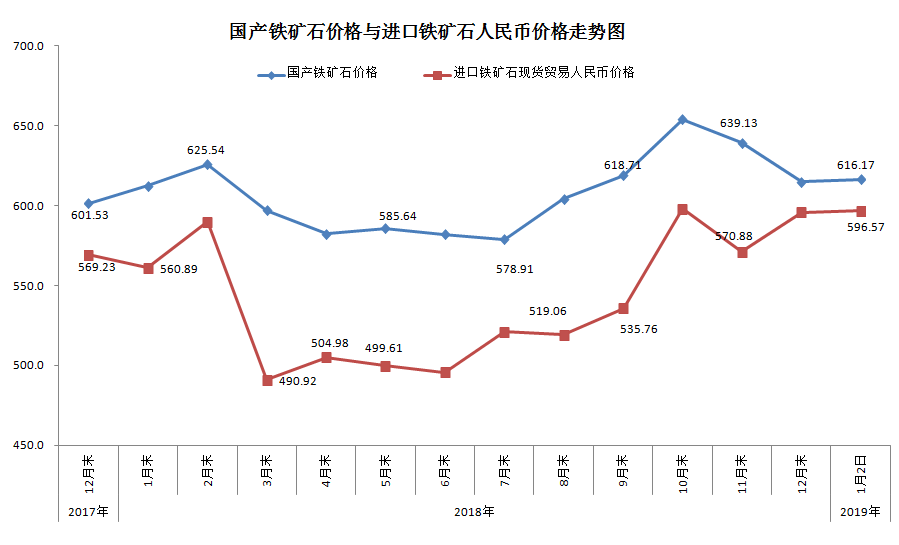 国产铁矿石价格与进口铁矿石人民币价格走势图
国产铁矿石价格
进口铁矿石现货贸易人民币价格
700.0
650.0
600.0
550.0
500.0
450.0
601.53
625.54
585.64
578.91
618.71
639.13
616.17
569.23
560.89
490.92
504.98
499.61
519.06
535.76
570.88
596.57
12月末
1月末
2月末
3月末
4月末
5月末
6月末
7月末
8月末
9月末
10月末
11月末
12月末
1月2日
2017年
2018年
2019年